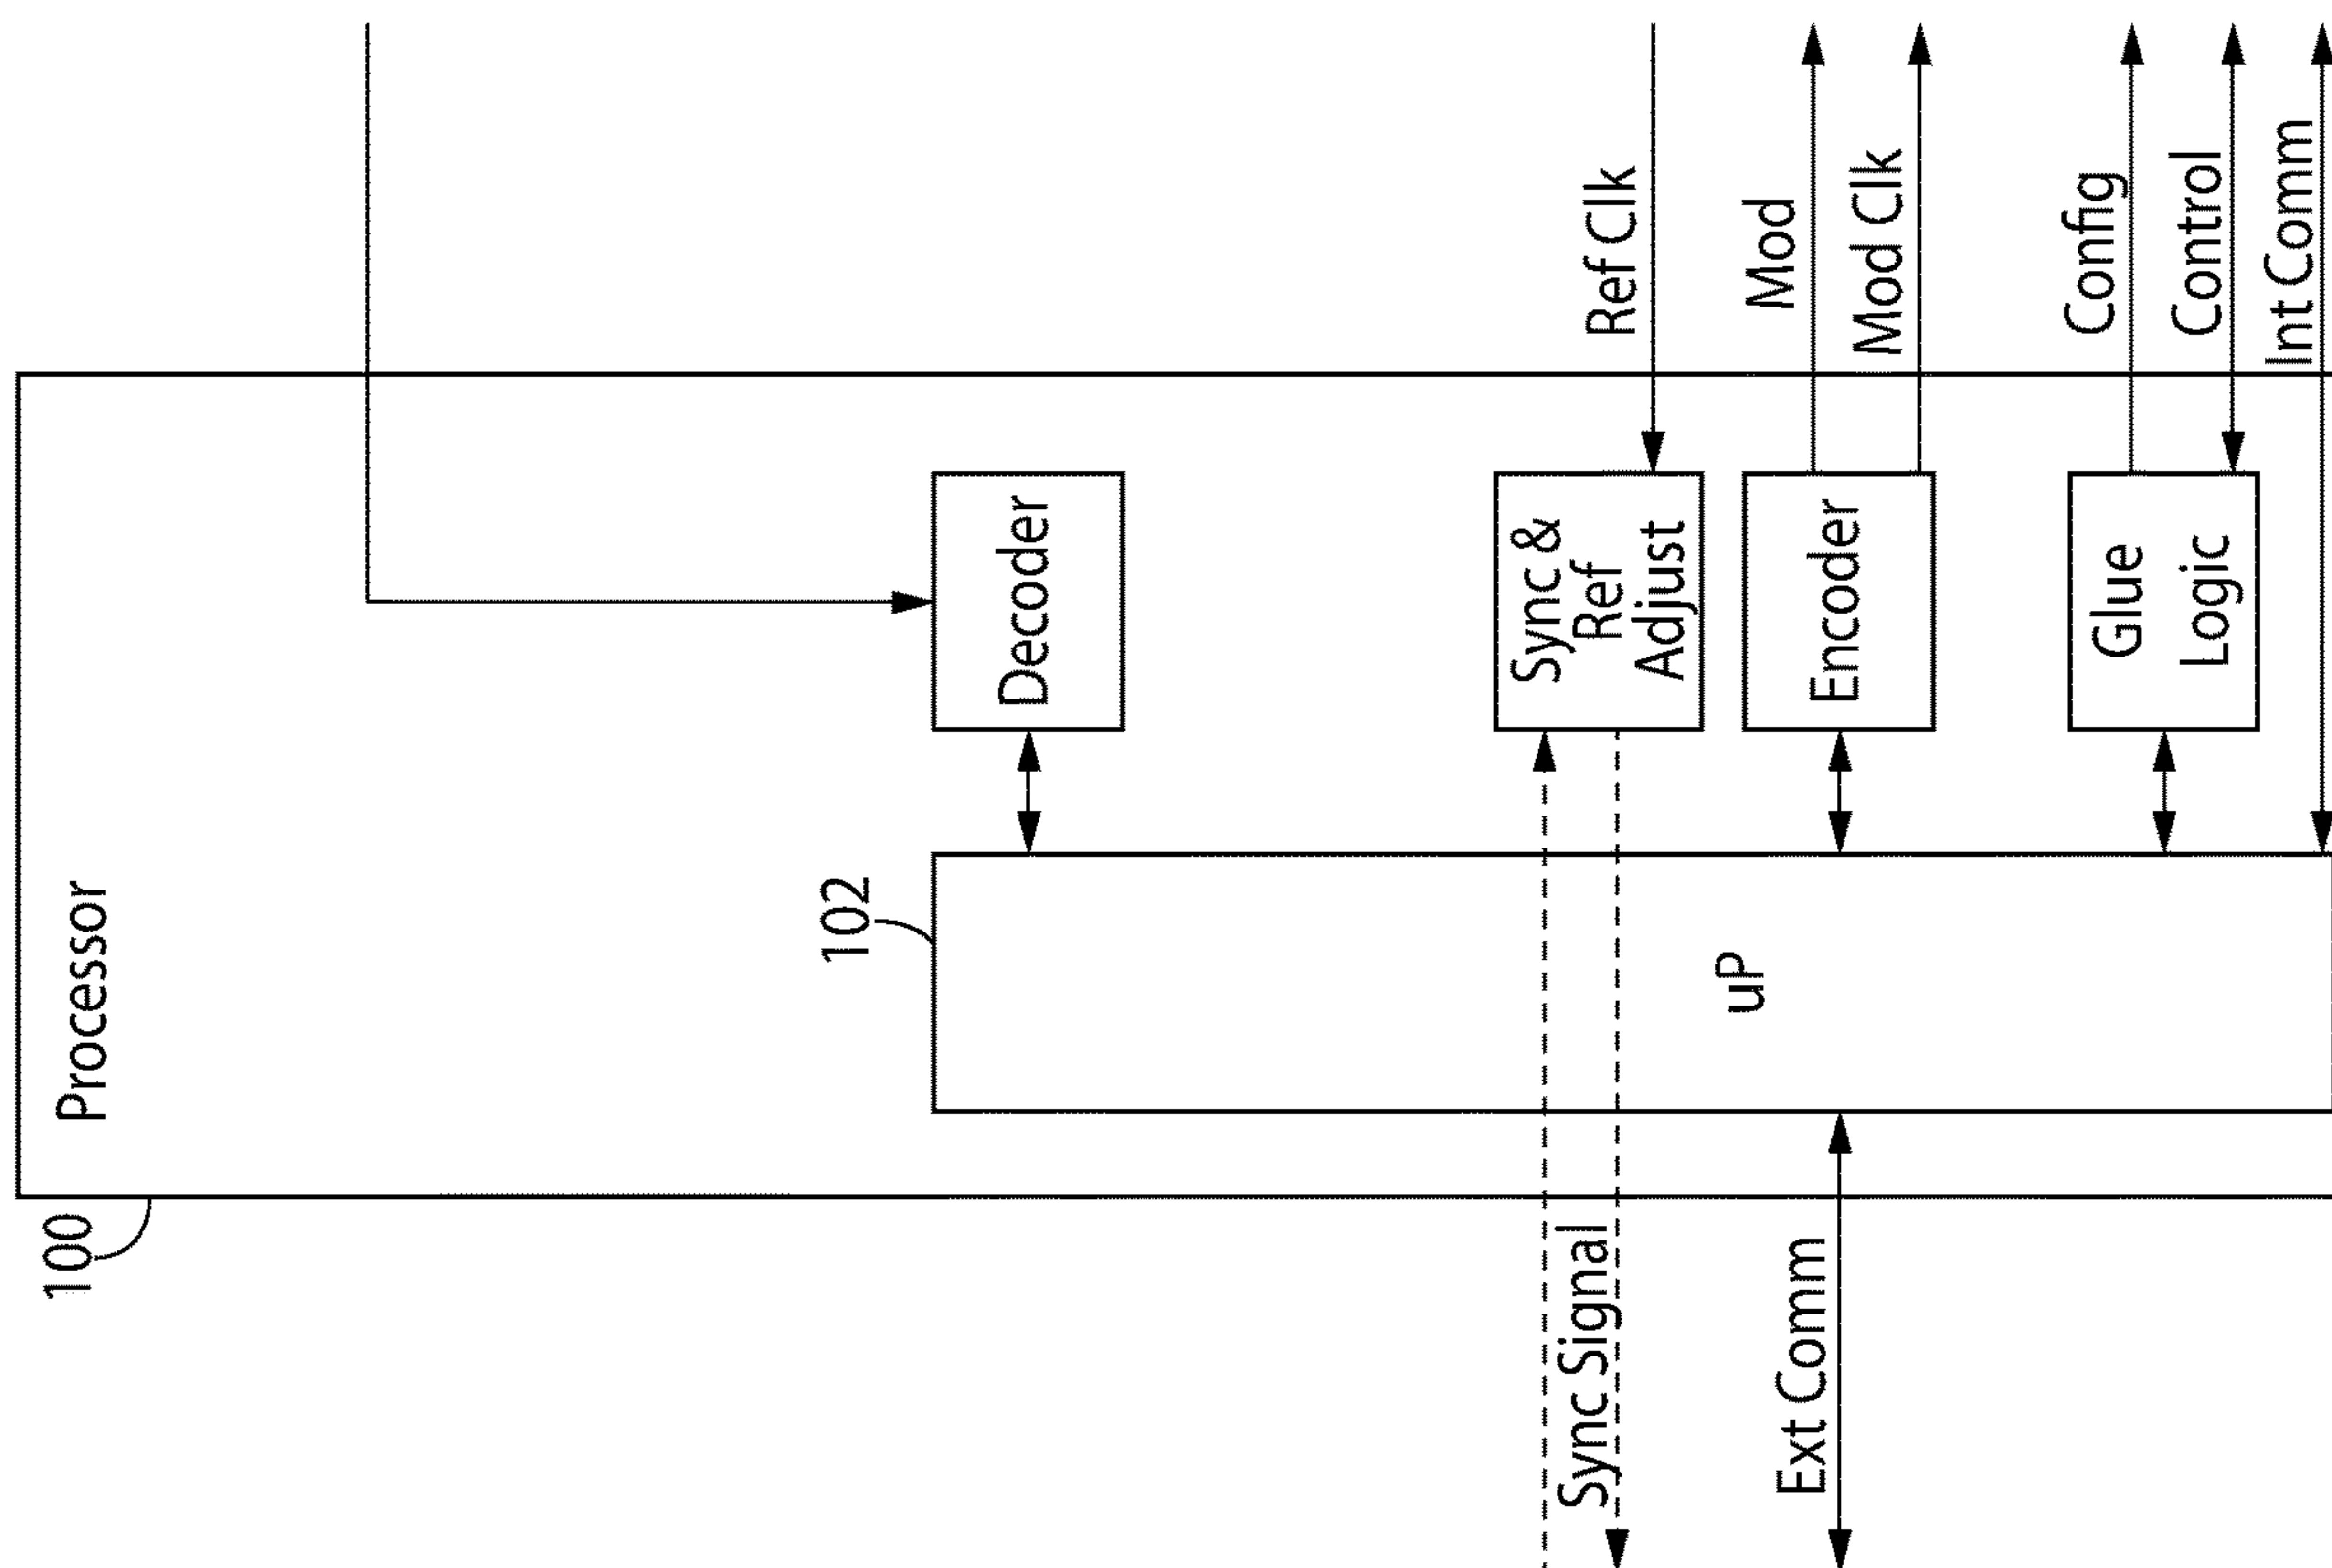 100
Processor
102
uP
Decoder
Sync &
Ref
Adjust
Encoder
Glue
Logic
Sync Signal
Ext Comm
Ref Clk
Mod
Mod Clk
Config
Control
Int Comm